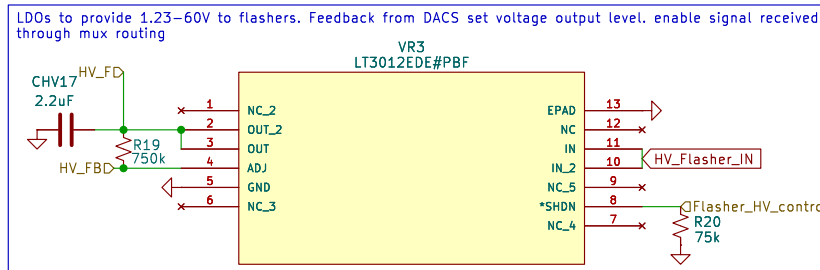 LDOs to provide 1.23-60V to flashers. Feedback from DACS set voltage output level. enable signal received
through mux routing
VR3
LT3012EDE#PBF
HV_F
CHV17
2.2uF
R19
750k
HV_FB
1 NC_2
2 OUT_2
3 OUT
4 ADJ
5 GND
6 NC_3
EPAD 13
NC 12
IN 11
IN_2 10
NC_5 9
*SHDN 8
NC_4 7
HV_Flasher_IN
Flasher_HV_contro
R20
75k